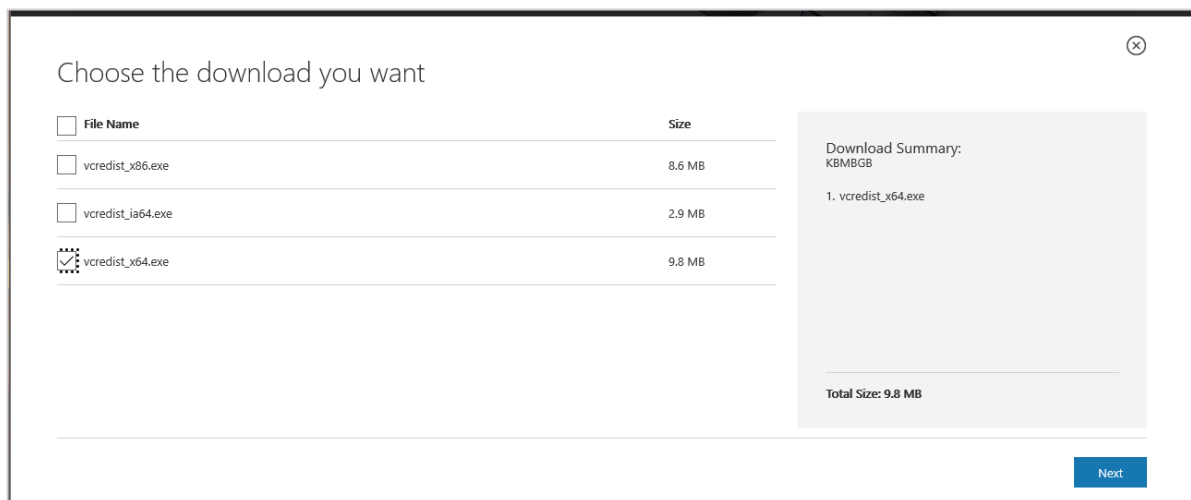 Choose the download you want
File Name Size
vcredist_x86.exe 8.6 MB
vcredist_ia64.exe 2.9 MB
vcredist_x64.exe 9.8 MB
Download Summary:
KBMBGB
1. vcredist_x64.exe
Total Size: 9.8 MB
Next